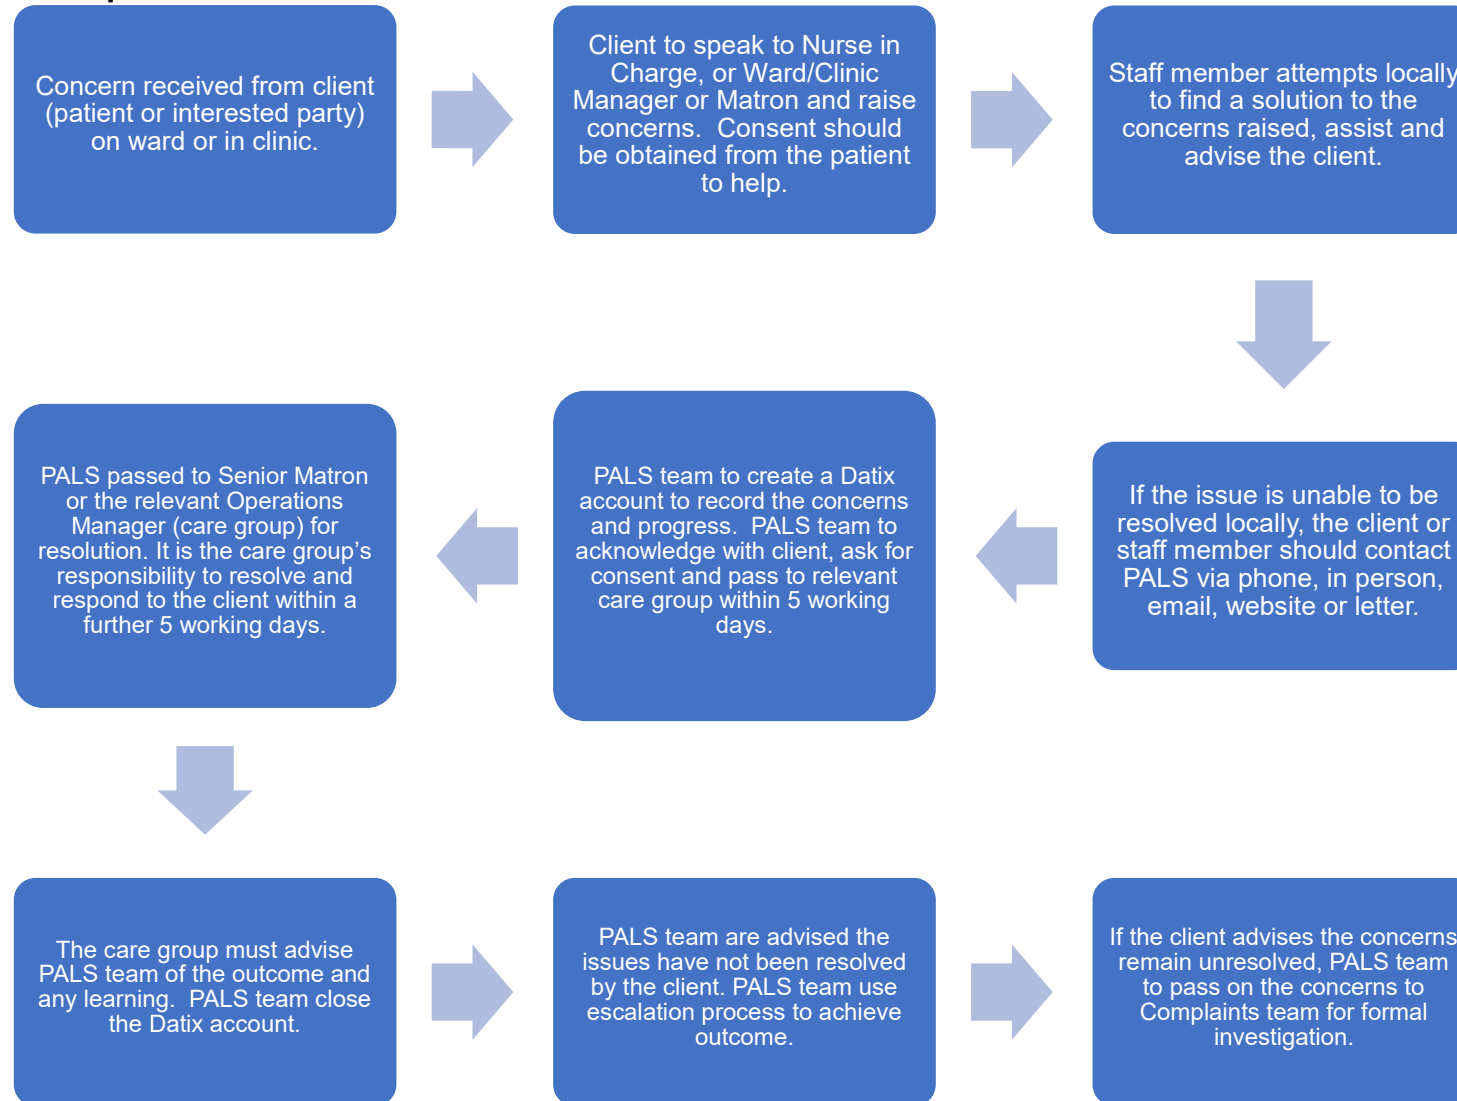 Concern received from client
(patient or interested party)
on ward or in clinic.
Client to speak to Nurse in
Charge, or Ward/Clinic
Manager or Matron and raise
concerns.  Consent should
be obtained from the patient
to help.
Staff member attempts locally
to find a solution to the
concerns raised, assist and
advise the client.
If the issue is unable to be
resolved locally, the client or
staff member should contact
PALS via phone, in person,
email, website or letter.
PALS team to create a Datix
account to record the concerns
and progress.  PALS team to
acknowledge with client, ask for
consent and pass to relevant
care group within 5 working
days.
PALS passed to Senior Matron
or the relevant Operations
Manager (care group) for
resolution. It is the care group’s
responsibility to resolve and
respond to the client within a
further 5 working days.
The care group must advise
PALS team of the outcome and
any learning.  PALS team close
the Datix account.
PALS team are advised the
issues have not been resolved
by the client. PALS team use
escalation process to achieve
outcome.
If the client advises the concerns
remain unresolved, PALS team
to pass on the concerns to
Complaints team for formal
investigation.